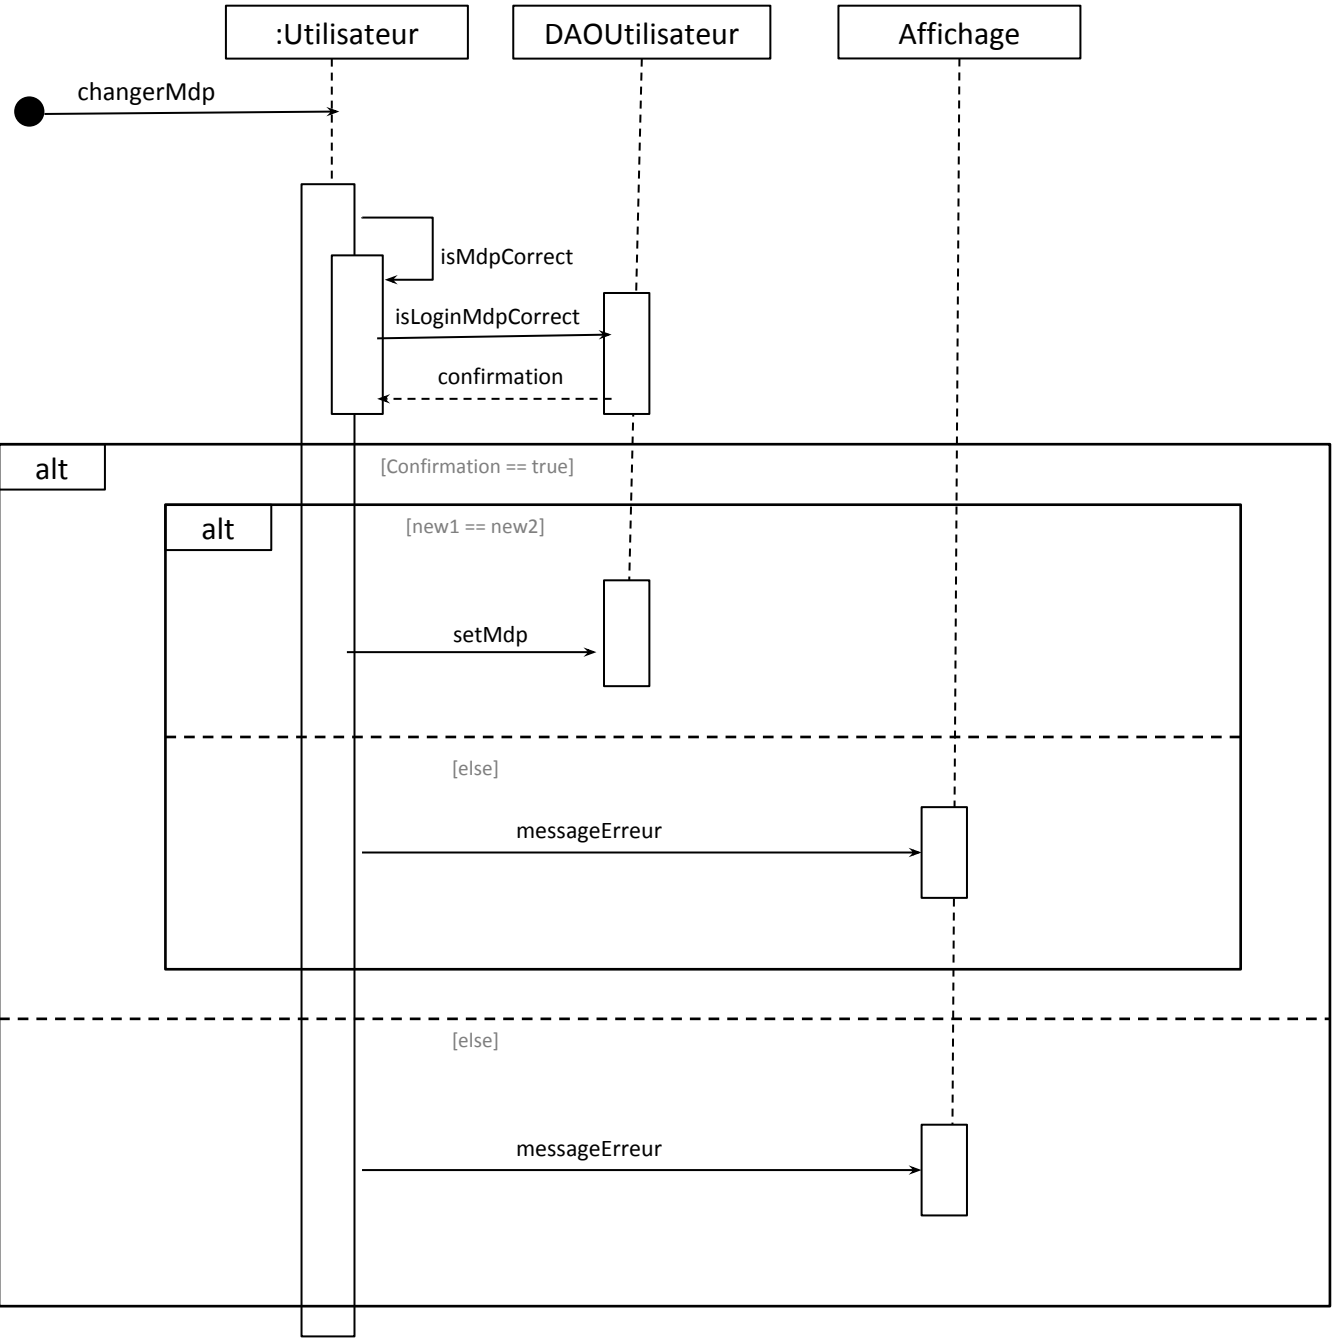 :Utilisateur
DAOUtilisateur
Affichage
changerMdp
isMdpCorrect
isLoginMdpCorrect
confirmation
alt
[Confirmation == true]
alt
[new1 == new2]
setMdp
[else]
messageErreur
[else]
messageErreur